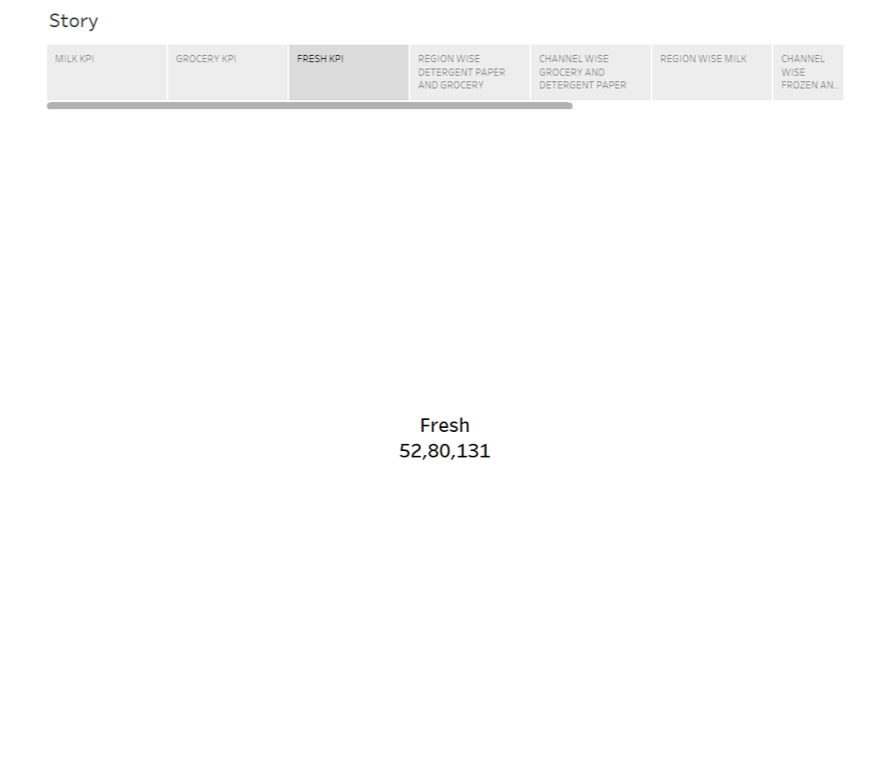 Story
MILK KPI
GROCERY KPI
FRESH KPI
REGION WISE
DETERGENT PAPER
AND GROCERY
CHANNEL WISE
GROCERY AND
DETERGENT PAPER
REGION WISE MILK
CHANNEL
WISE
FROZEN AN...
Fresh
52,80,131